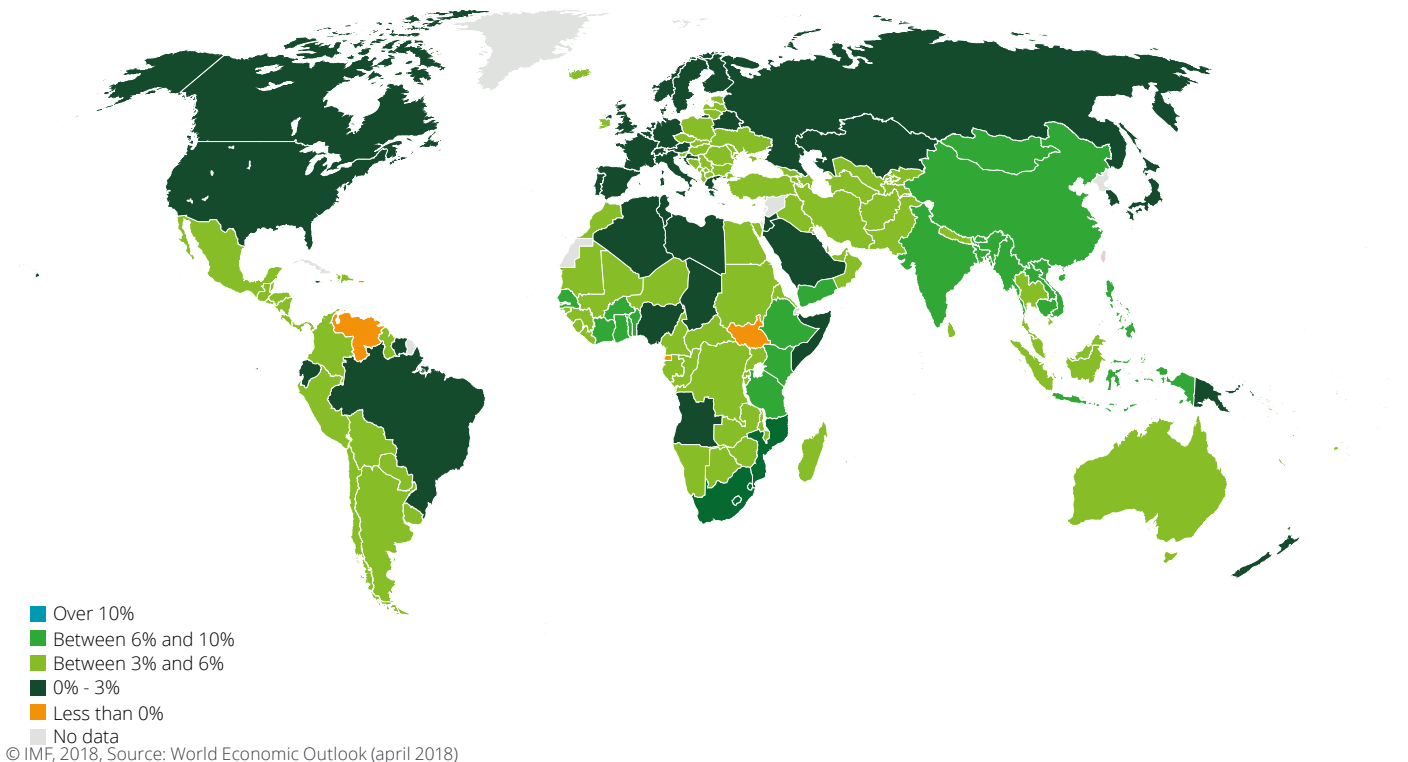 Over 10%
Between 6% and 10%
Between 3% and 6%
0% - 3%
Less than 0%
No data
© IMF, 2018, Source: World Economic Outlook (april 2018)